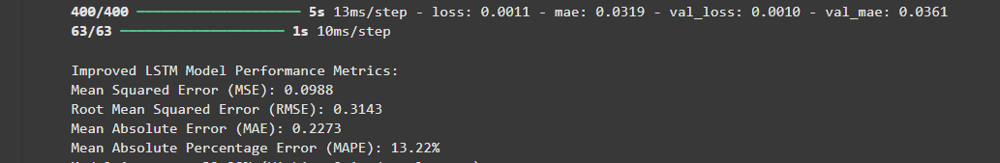 400/400 ━━━━━━━━━━━━━━━━━━━━ 5s 13ms/step - loss: 0.0011 - mae: 0.0319 - val_loss: 0.0010 - val_mae: 0.0361
63/63 ━━━━━━━━━━━━━━━━━━━━ 1s 10ms/step
Improved LSTM Model Performance Metrics:
Mean Squared Error (MSE): 0.0988
Root Mean Squared Error (RMSE): 0.3143
Mean Absolute Error (MAE): 0.2273
Mean Absolute Percentage Error (MAPE): 13.22%